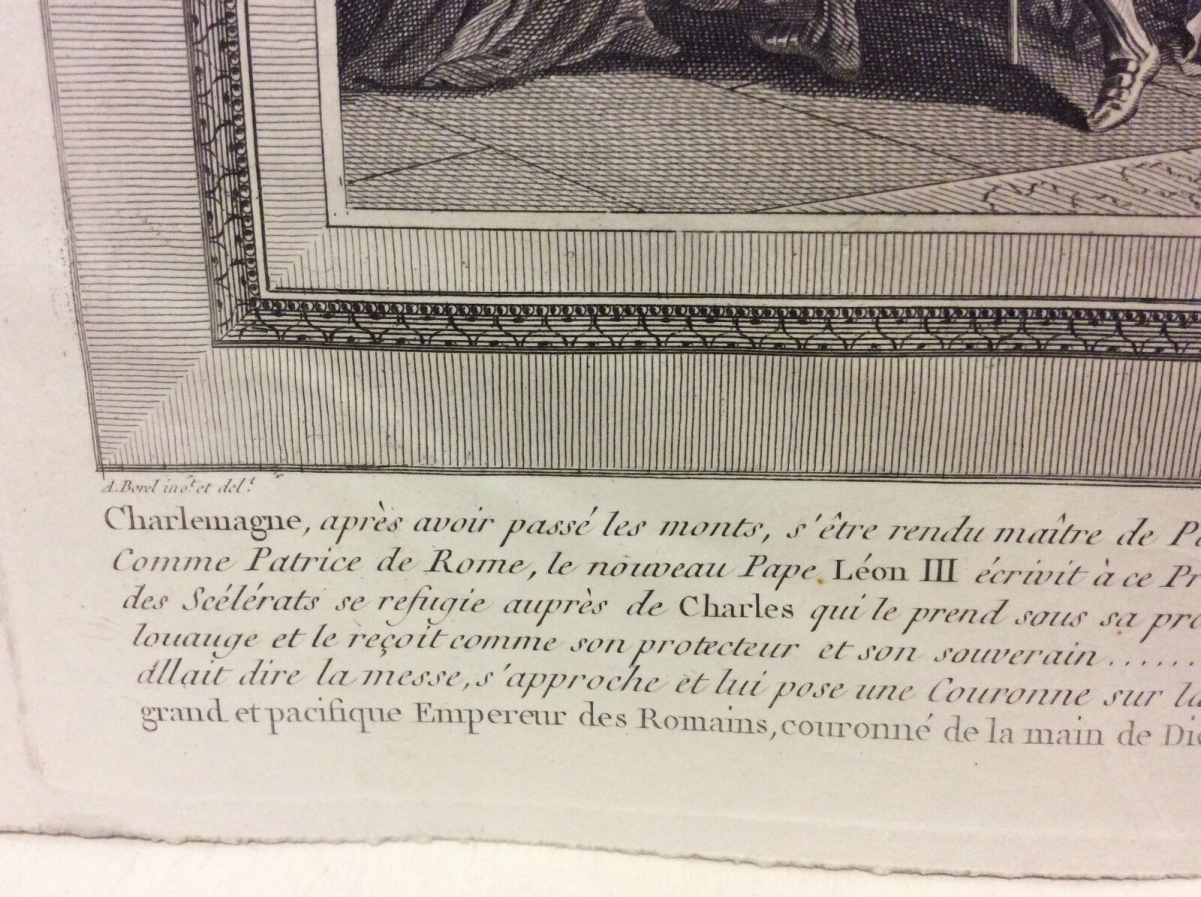 A. Borel inv.t et del.t
Charlemagne, après avoir passé les monts, s'être rendu maître de
Comme Patrice de Rome, le nouveau Pape Léon III écrivit à ce
des Scélérats se refugie auprès de Charles qui le prend sous sa
louauge et le reçoit comme son protecteur et son souverain......
allait dire la messe, s'approche et lui pose une Couronne sur
grand et pacifique Empereur des Romains, couronné de la main de